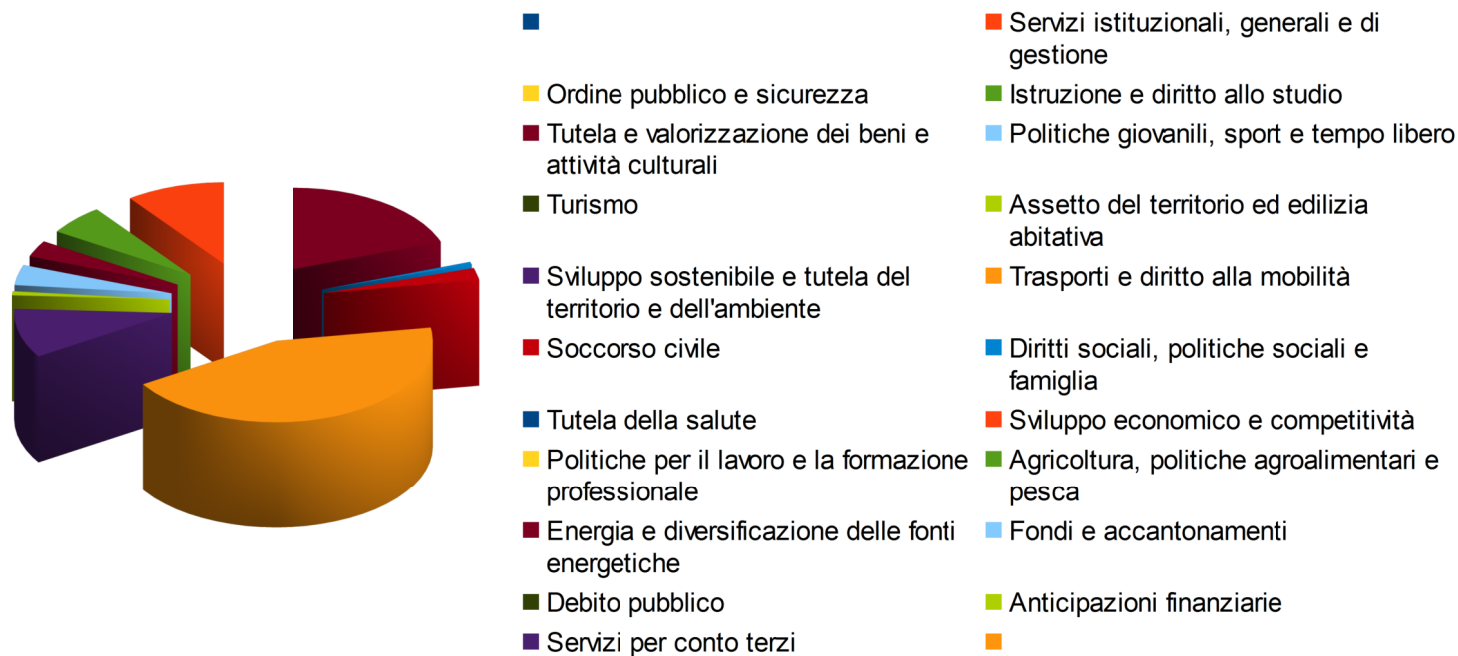 Servizi istituzionali, generali e di
gestione
Ordine pubblico e sicurezza
Istruzione e diritto allo studio
Tutela e valorizzazione dei beni e
attività culturali
Politiche giovanili, sport e tempo libero
Turismo
Assetto del territorio ed edilizia
abitativa
Sviluppo sostenibile e tutela del
territorio e dell'ambiente
Trasporti e diritto alla mobilità
Soccorso civile
Diritti sociali, politiche sociali e
famiglia
Tutela della salute
Sviluppo economico e competitività
Politiche per il lavoro e la formazione
professionale
Agricoltura, politiche agroalimentari e
pesca
Energia e diversificazione delle fonti
energetiche
Fondi e accantonamenti
Debito pubblico
Anticipazioni finanziarie
Servizi per conto terzi